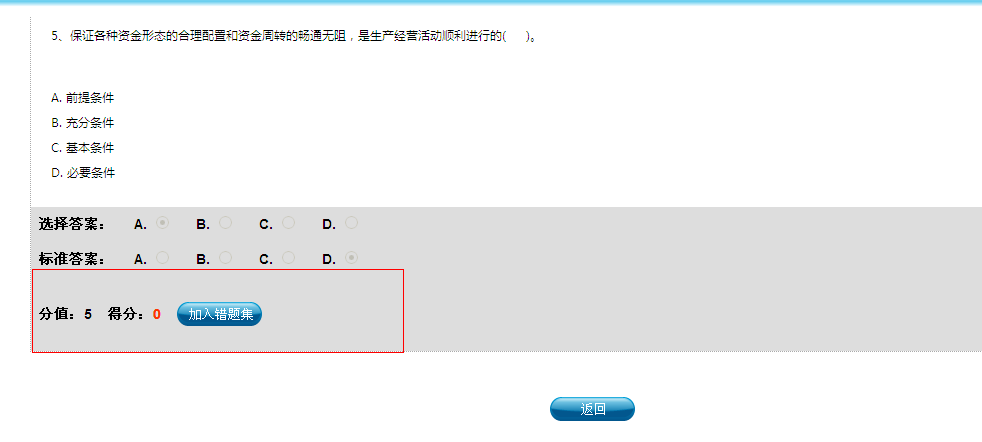 5、保证各种资金形态的合理配置和资金周转的畅通无阻，是生产经营活动顺利进行的(      )。
A. 前提条件
B. 充分条件
C. 基本条件
D. 必要条件
选择答案： A. B. C. D.
标准答案： A. B. C. D.
分值：5 得分：0 加入错题集
返回